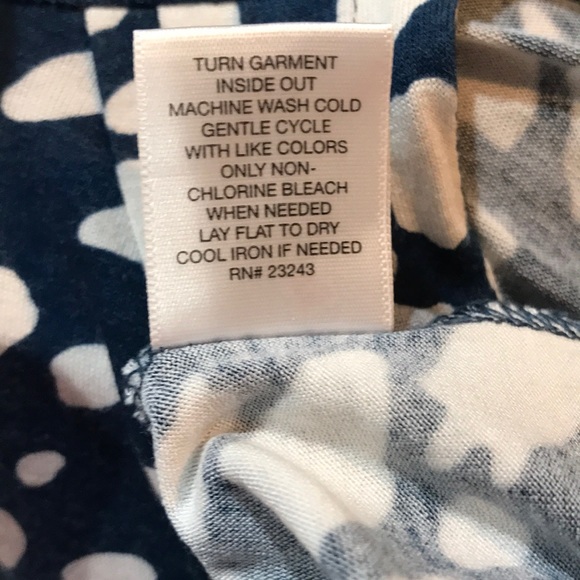 TURN GARMENT
INSIDE OUT
MACHINE WASH COLD
GENTLE CYCLE
WITH LIKE COLORS
ONLY NON-
CHLORINE BLEACH
WHEN NEEDED
LAY FLAT TO DRY
COOL IRON IF NEEDED
RN# 23243